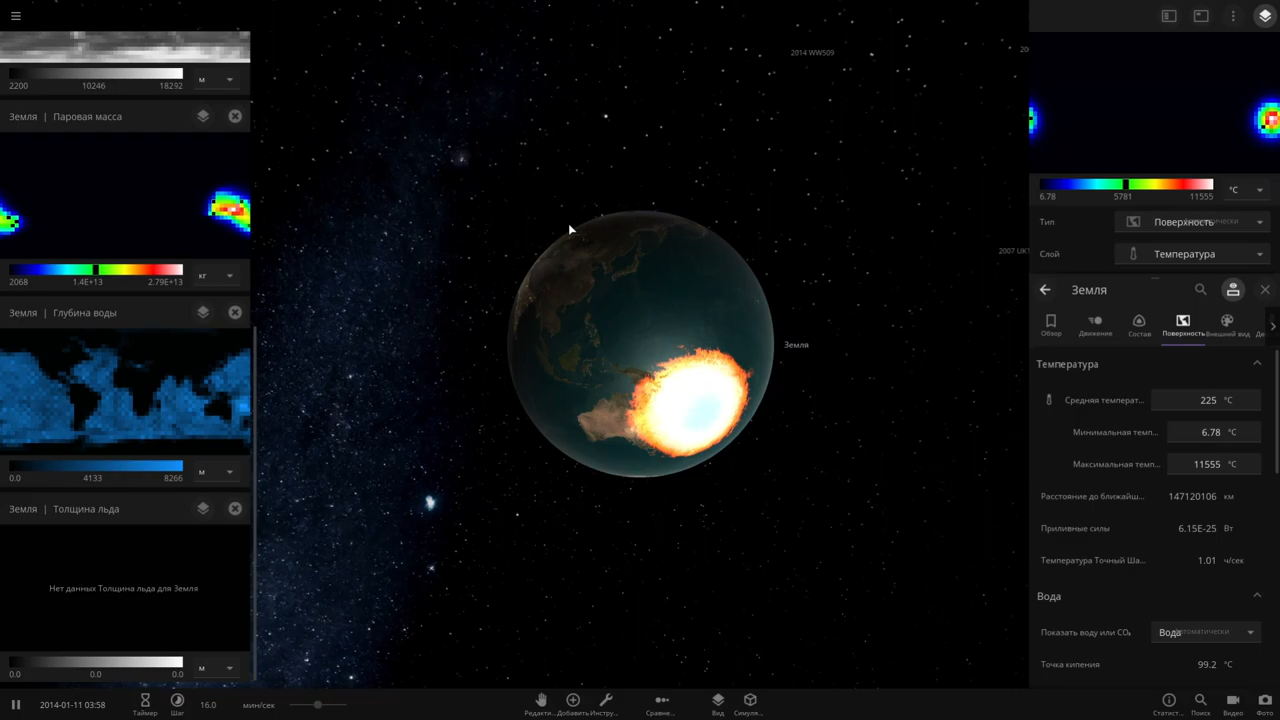 2200 10246 18292 м
Земля | Паровая масса
2068 1.4E+13 2.79E+13 кг
Земля | Глубина воды
0.0 4133 8266 м
Земля | Толщина льда
Нет данных Толщина льда для Земля
0.0 0.0 0.0 м
2014 WW509
20
2007 UK1
Земля
6.78 5781 11555 °C
Тип Поверхность
Слой Температура
Земля
Обзор Движение Состав Поверхность Внешний вид Де
Температура
Средняя температ... 225 °C
Минимальная темп... 6.78 °C
Максимальная темп... 11555 °C
Расстояние до ближайш... 147120106 км
Приливные силы 6.15E-25 Вт
Температура Точный Ша... 1.01 ч/сек
Вода
Показать воду или CO₂ Вода
Точка кипения 99.2 °C
2014-01-11 03:58 Таймер Шаг 16.0 мин/сек
Редакти... Добавить Инстру... Сравне... Вид Симуля...
Статист... Поиск Видео Фото